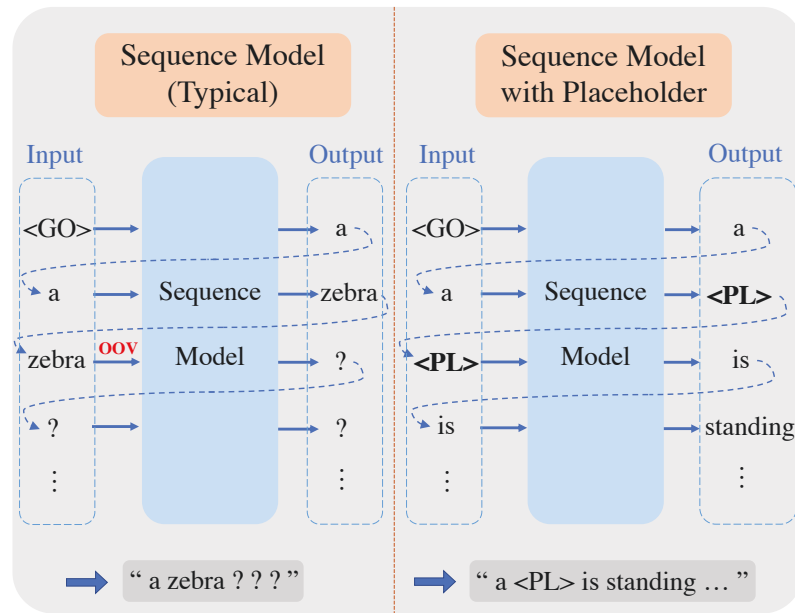 Sequence Model
(Typical)
Input
Output
<GO>
a
a
Sequence
zebra
zebra
OOV
Model
?
?
?
⋮
⋮
“ a zebra ? ? ? ”
Sequence Model
with Placeholder
Input
Output
<GO>
a
a
Sequence
<PL>
<PL>
Model
is
is
standing
⋮
⋮
“ a <PL> is standing … ”